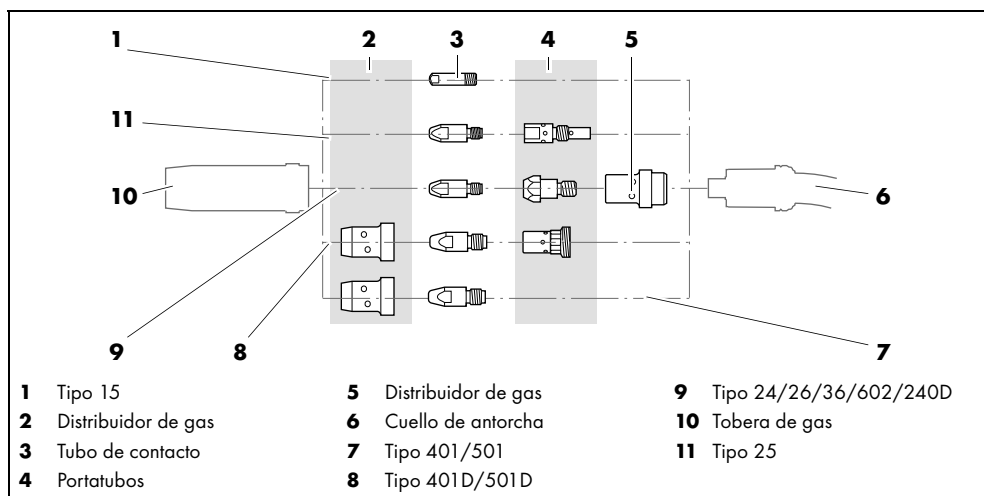 1 2 3 4 5
11
10 6
9 8 7
1 Tipo 15
2 Distribuidor de gas
3 Tubo de contacto
4 Portatubos
5 Distribuidor de gas
6 Cuello de antorcha
7 Tipo 401/501
8 Tipo 401D/501D
9 Tipo 24/26/36/602/240D
10 Tobera de gas
11 Tipo 25